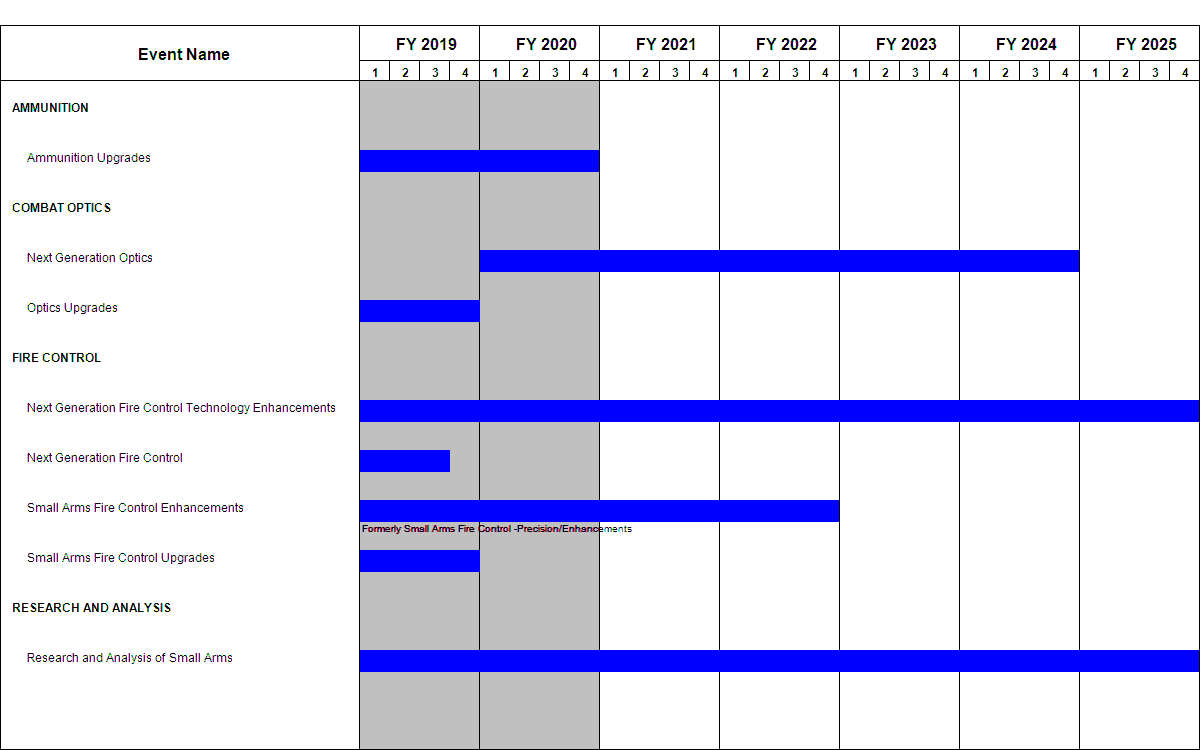 Event Name FY 2019 FY 2020 FY 2021 FY 2022 FY 2023 FY 2024 FY 2025
1 2 3 4 1 2 3 4 1 2 3 4 1 2 3 4 1 2 3 4 1 2 3 4 1 2 3 4
AMMUNITION
Ammunition Upgrades
COMBAT OPTICS
Next Generation Optics
Optics Upgrades
FIRE CONTROL
Next Generation Fire Control Technology Enhancements
Next Generation Fire Control
Small Arms Fire Control Enhancements
Formerly Small Arms Fire Control -Precision/Enhancements
Small Arms Fire Control Upgrades
RESEARCH AND ANALYSIS
Research and Analysis of Small Arms